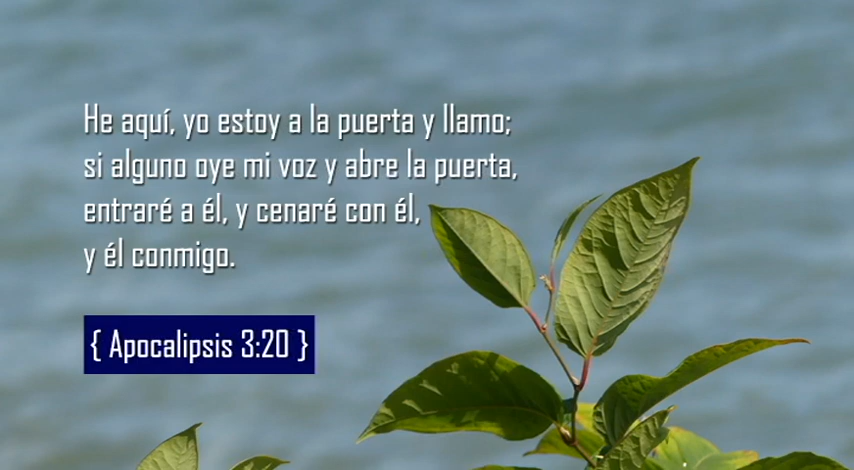 He aquí, yo estoy a la puerta y llamo;
si alguno oye mi voz y abre la puerta,
entraré a él, y cenaré con él,
y él conmigo.
{ Apocalipsis 3:20 }